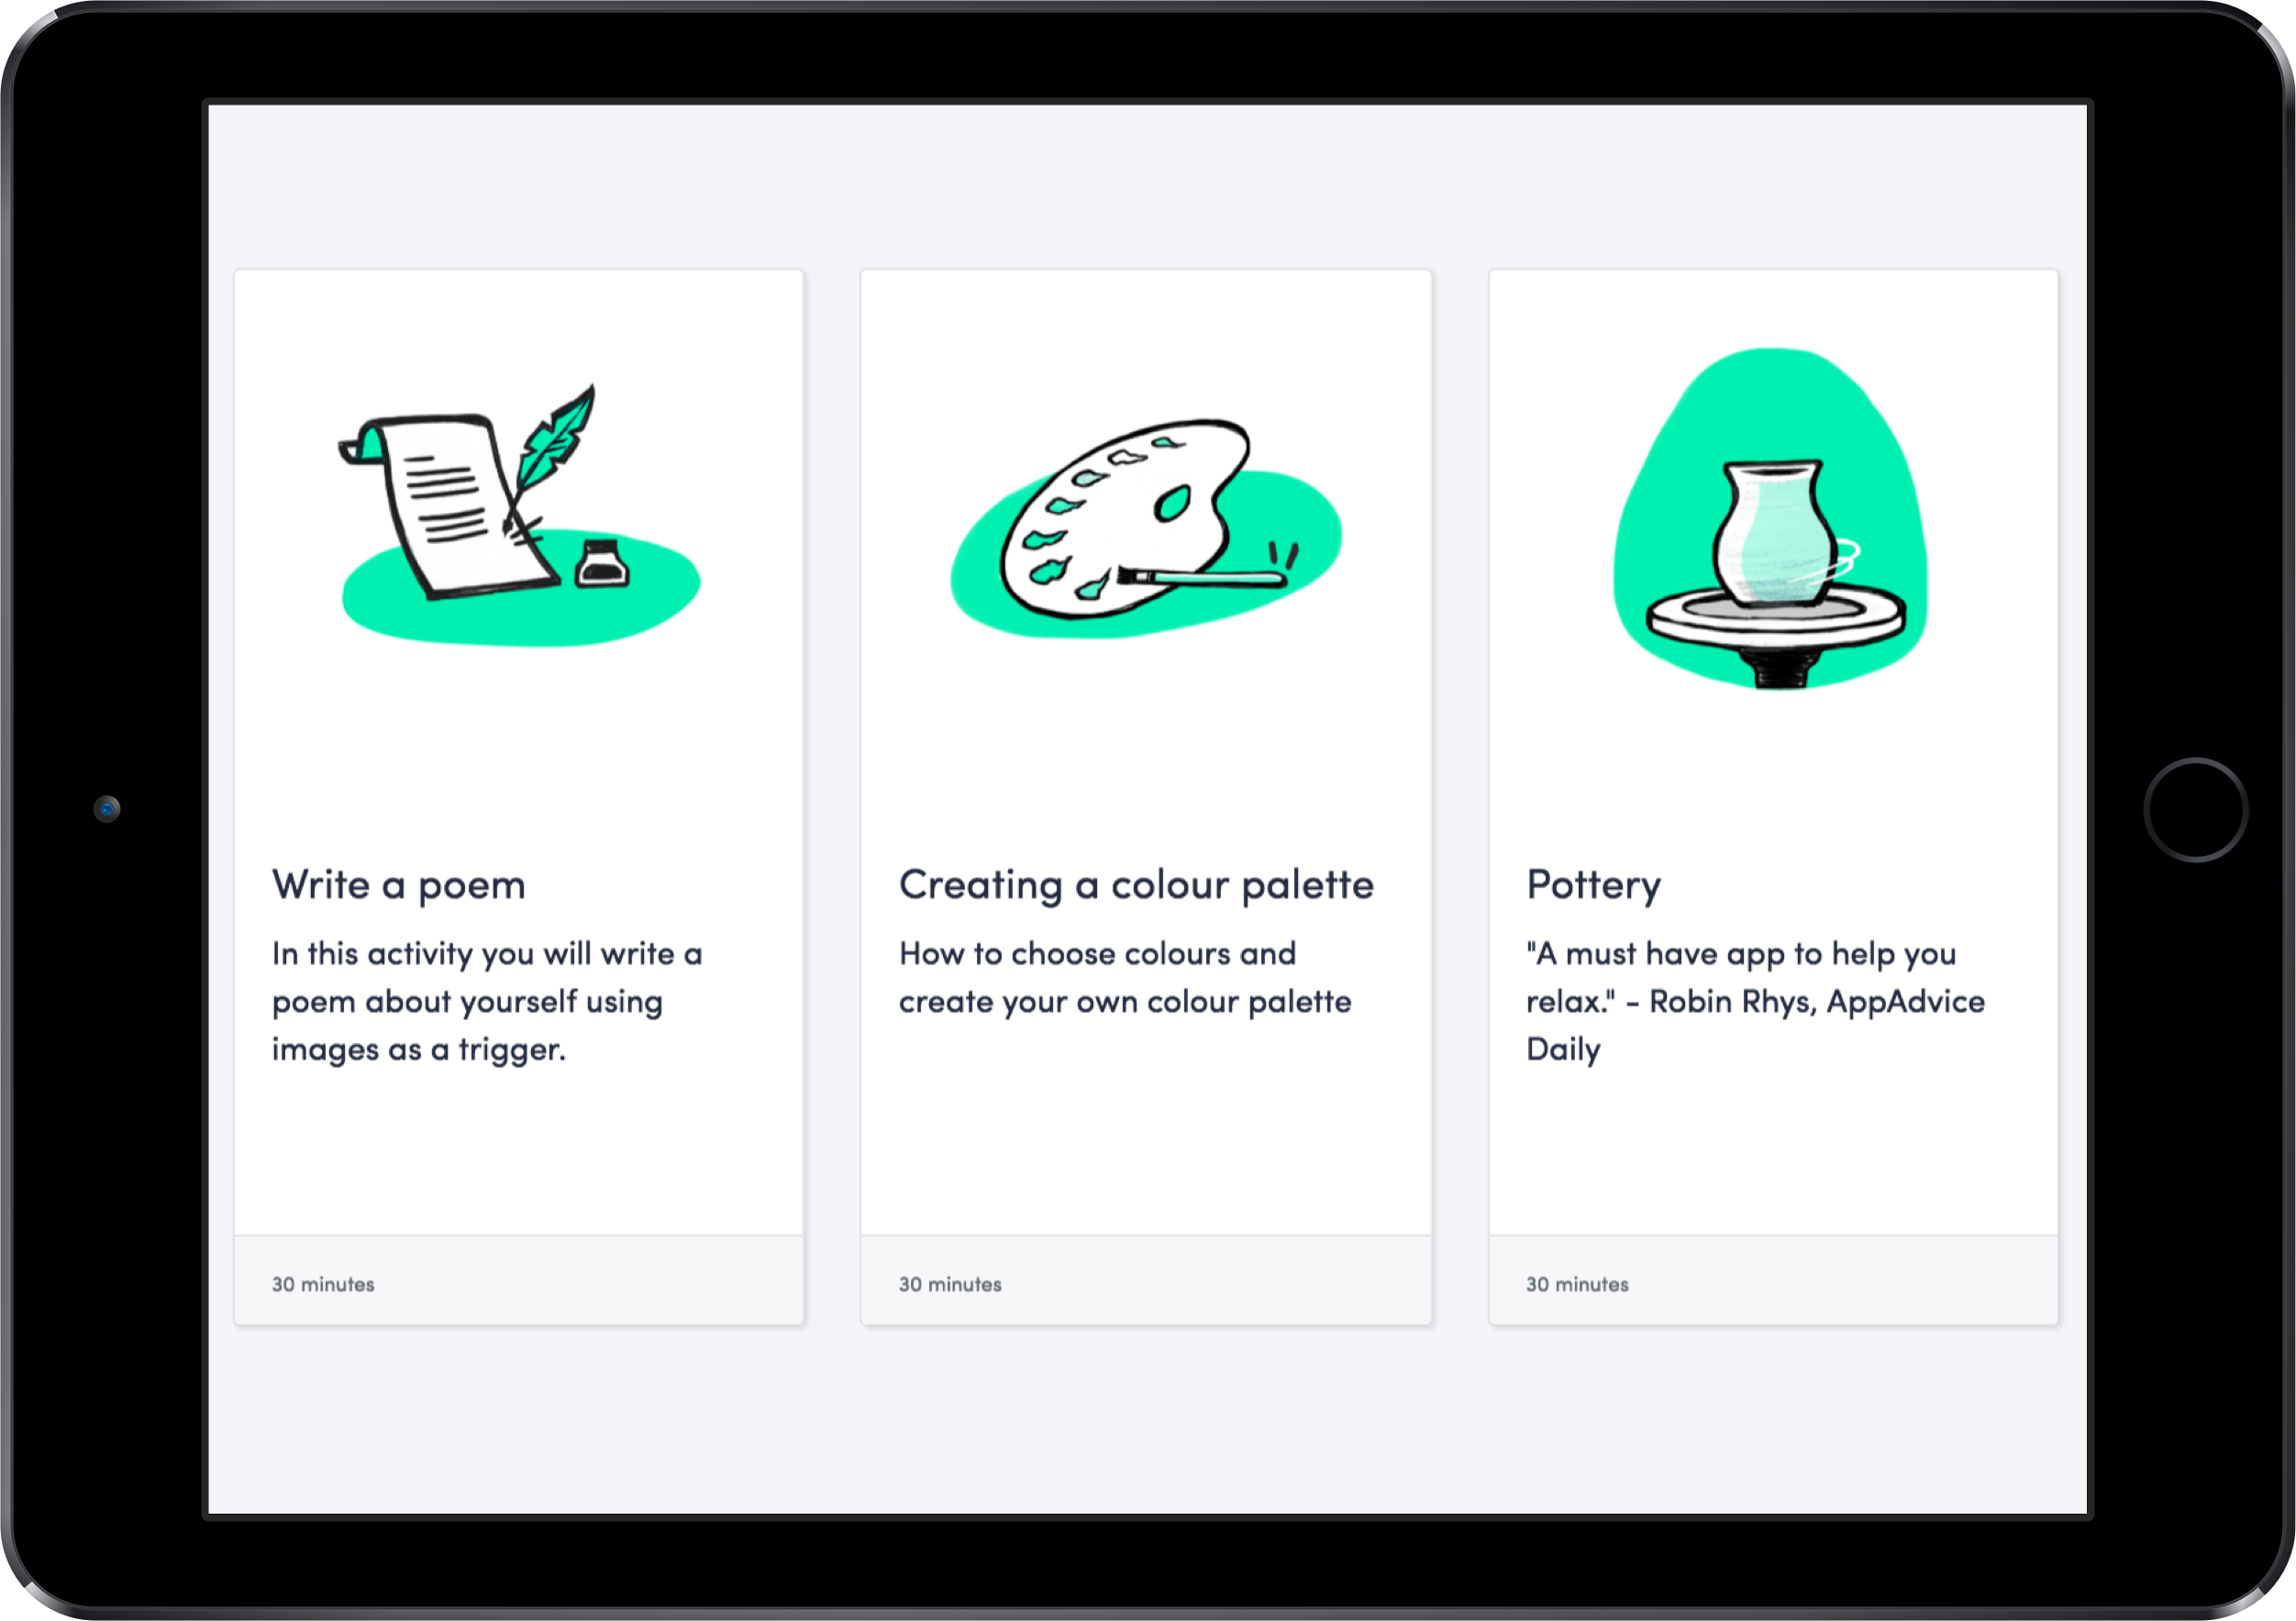 Write a poem
In this activity you will write a
poem about yourself using
images as a trigger.
30 minutes
Creating a colour palette
How to choose colours and
create your own colour palette
30 minutes
Pottery
"A must have app to help you
relax." - Robin Rhys, AppAdvice
Daily
30 minutes